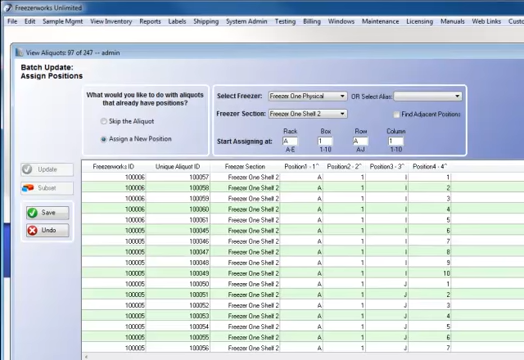 Freezerworks Unlimited
File Edit Sample Mgmt View Inventory Reports Labels Shipping System Admin Testing Billing Windows Maintenance Licensing Manuals Web Links
View Aliquots: 97 of 247 -- admin
Batch Update:
Assign Positions
What would you like to do with aliquots that already have positions?
Skip the Aliquot
Assign a New Position
Select Freezer: Freezer One Physical OR Select Alias:
Freezer Section: Freezer One Shelf 2 Find Adjacent Positions
Rack Box Row Column
Start Assigning at: A 1 A 1
A-E 1-10 A-J 1-10
Update
Subset
Save
Undo
Freezerworks ID Unique Aliquot ID Freezer Section Position1 - 1^ Position2 - 2^ Position3 - 3^ Position4 - 4^
100006 100057 Freezer One Shelf 2 A 1 I 1
100006 100058 Freezer One Shelf 2 A 1 I 2
100006 100059 Freezer One Shelf 2 A 1 I 3
100006 100060 Freezer One Shelf 2 A 1 I 4
100006 100061 Freezer One Shelf 2 A 1 I 5
100005 100045 Freezer One Shelf 2 A 1 I 6
100005 100046 Freezer One Shelf 2 A 1 I 7
100005 100047 Freezer One Shelf 2 A 1 I 8
100005 100048 Freezer One Shelf 2 A 1 I 9
100005 100049 Freezer One Shelf 2 A 1 I 10
100005 100050 Freezer One Shelf 2 A 1 J 1
100005 100051 Freezer One Shelf 2 A 1 J 2
100005 100052 Freezer One Shelf 2 A 1 J 3
100005 100053 Freezer One Shelf 2 A 1 J 4
100005 100054 Freezer One Shelf 2 A 1 J 5
100005 100055 Freezer One Shelf 2 A 1 J 6
100005 100056 Freezer One Shelf 2 A 1 J 7